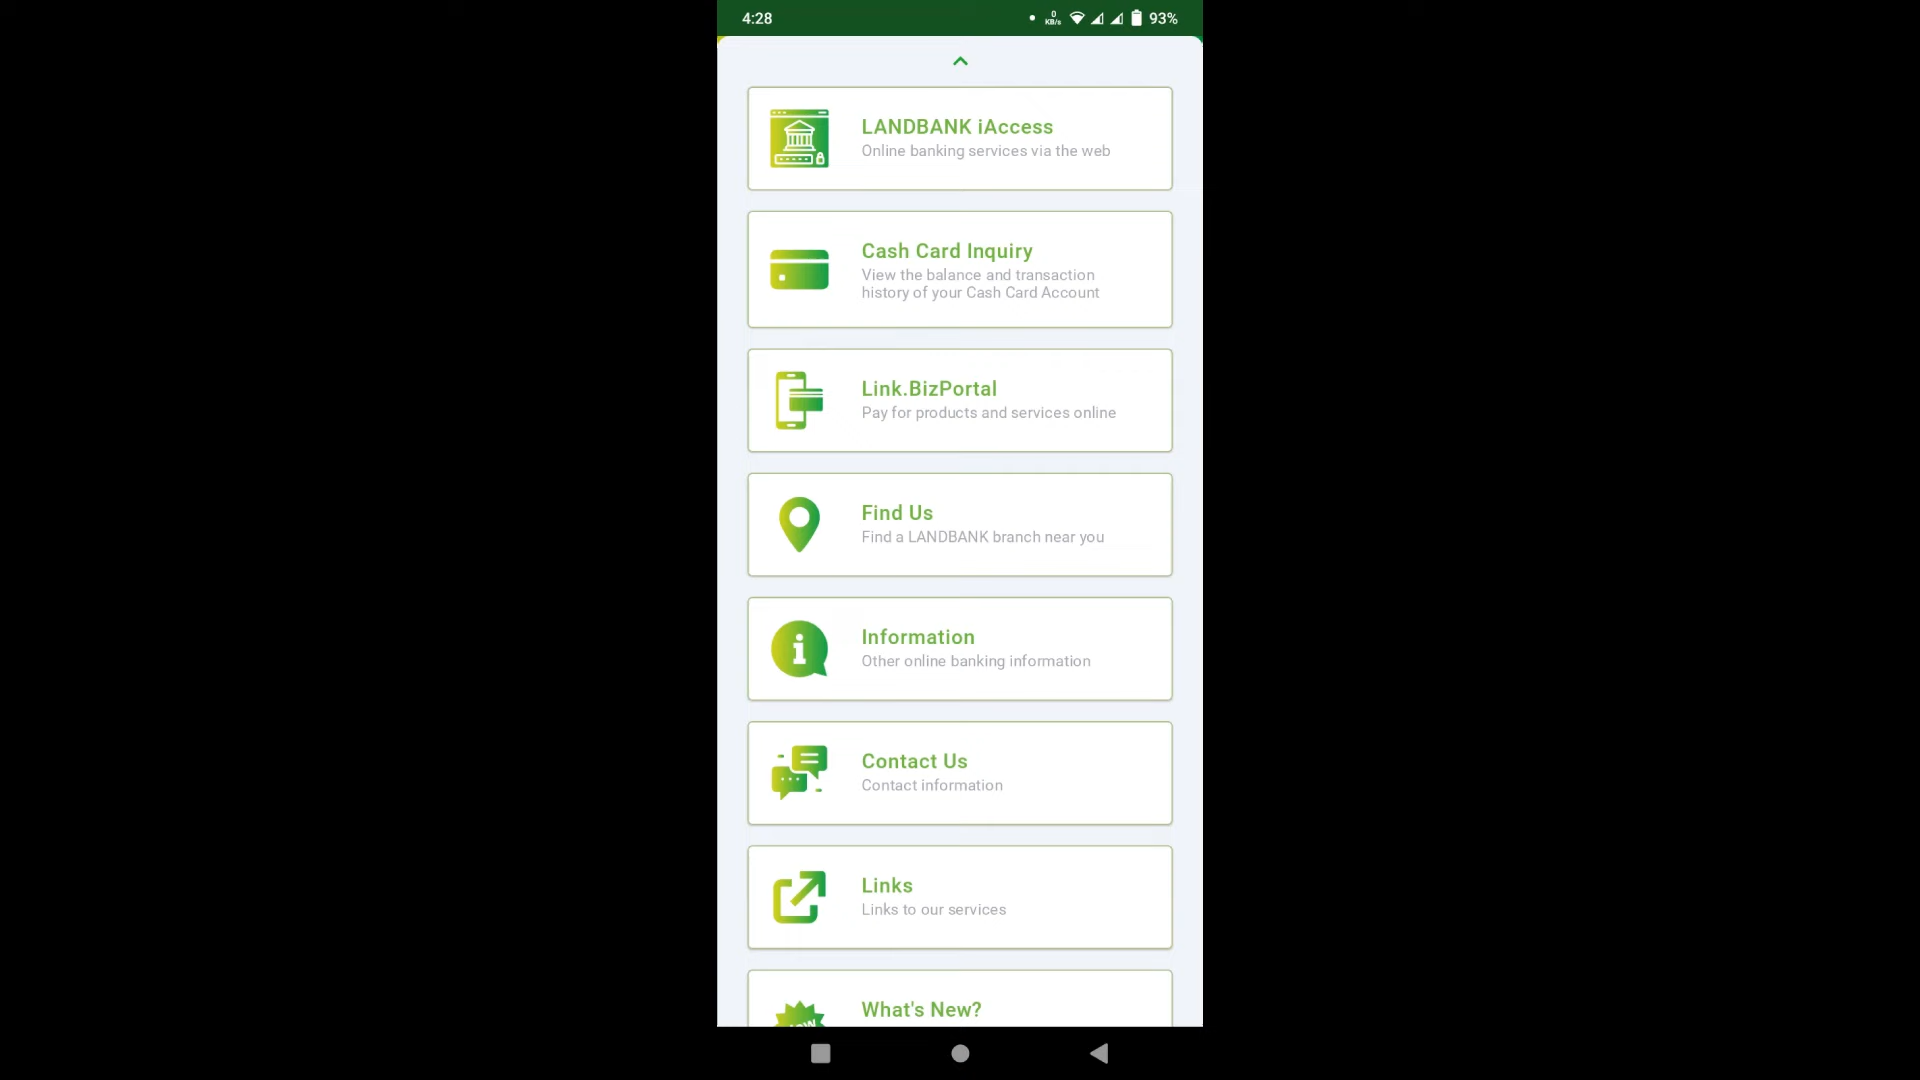 4:28
0
KB/s
93%
LANDBANK iAccess
Online banking services via the web
Cash Card Inquiry
View the balance and transaction
history of your Cash Card Account
Link.BizPortal
Pay for products and services online
Find Us
Find a LANDBANK branch near you
Information
Other online banking information
Contact Us
Contact information
Links
Links to our services
What's New?